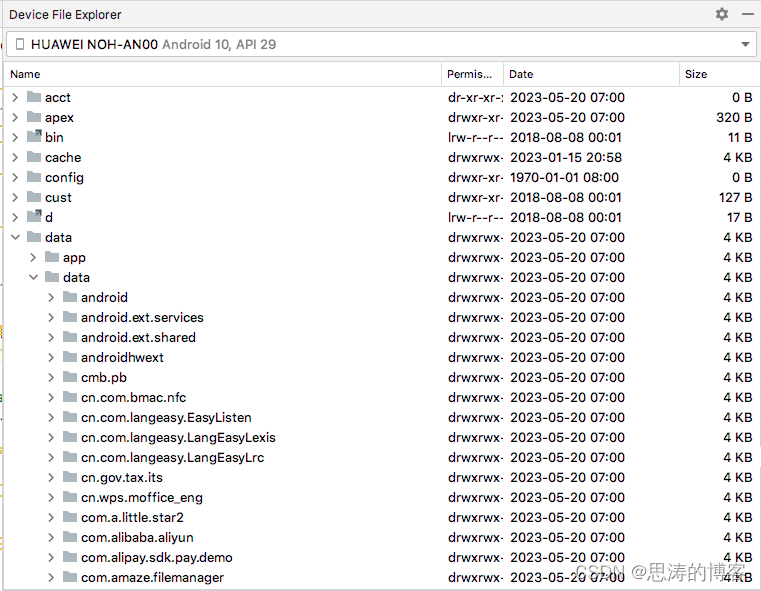 Device File Explorer
HUAWEI NOH-AN00 Android 10, API 29
Name Permis... Date Size
acct dr-xr-xr-: 2023-05-20 07:00 0 B
apex drwxr-xr- 2023-05-20 07:00 320 B
bin lrw-r--r-- 2018-08-08 00:01 11 B
cache drwxrwx- 2023-01-15 20:58 4 KB
config drwxr-xr- 1970-01-01 08:00 0 B
cust drwxr-xr- 2018-08-08 00:01 127 B
d lrw-r--r-- 2018-08-08 00:01 17 B
data drwxrwx- 2023-05-20 07:00 4 KB
app drwxrwx- 2023-05-20 07:00 4 KB
data drwxrwx- 2023-05-20 07:00 4 KB
android drwxrwx- 2023-05-20 07:00 4 KB
android.ext.services drwxrwx- 2023-05-20 07:00 4 KB
android.ext.shared drwxrwx- 2023-05-20 07:00 4 KB
androidhwext drwxrwx- 2023-05-20 07:00 4 KB
cmb.pb drwxrwx- 2023-05-20 07:00 4 KB
cn.com.bmac.nfc drwxrwx- 2023-05-20 07:00 4 KB
cn.com.langeasy.EasyListen drwxrwx- 2023-05-20 07:00 4 KB
cn.com.langeasy.LangEasyLexis drwxrwx- 2023-05-20 07:00 4 KB
cn.com.langeasy.LangEasyLrc drwxrwx- 2023-05-20 07:00 4 KB
cn.gov.tax.its drwxrwx- 2023-05-20 07:00 4 KB
cn.wps.moffice_eng drwxrwx- 2023-05-20 07:00 4 KB
com.a.little.star2 drwxrwx- 2023-05-20 07:00 4 KB
com.alibaba.aliyun drwxrwx- 2023-05-20 07:00 4 KB
com.alipay.sdk.pay.demo drwxrwx- 2023-05-20 07:00 4 KB
com.amaze.filemanager drwxrwx- 2023-05-20 07:00 4 KB
CSDN @思涛的博客